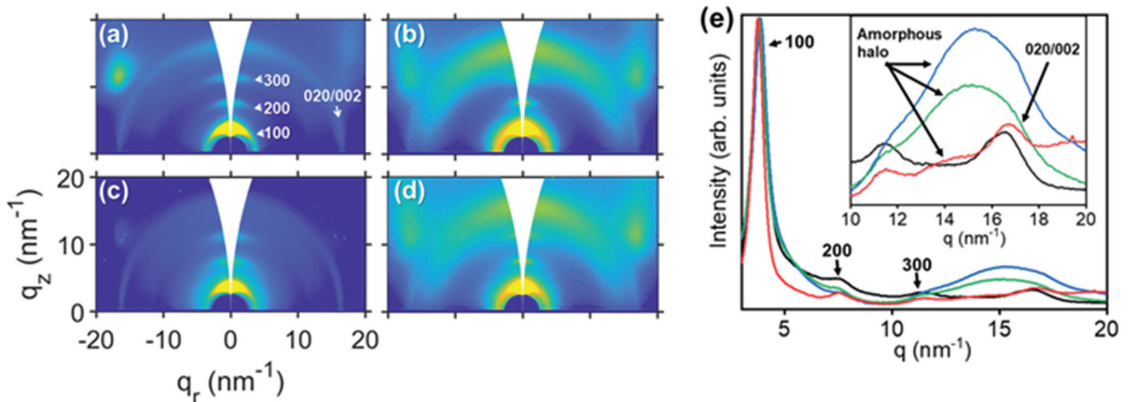 (a)
300
200
100
020/002
(b)
(c)
(d)
20
10
0
q_z (nm⁻¹)
-20 -10 0 10 20
q_r (nm⁻¹)
(e)
100
200
300
Intensity (arb. units)
5 10 15 20
q (nm⁻¹)
Amorphous
halo
020/002
10 12 14 16 18 20
q (nm⁻¹)